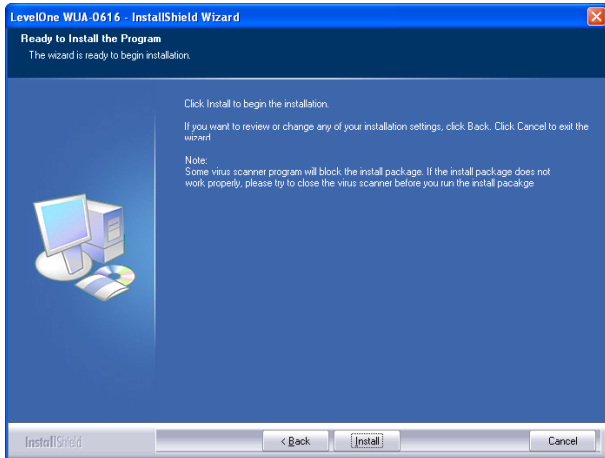 LevelOne WUA-0616 - InstallShield Wizard
Ready to Install the Program
The wizard is ready to begin installation.
Click Install to begin the installation.
If you want to review or change any of your installation settings, click Back. Click Cancel to exit the
wizard
Note:
Some virus scanner program will block the install package. If the install package does not
work properly, please try to close the virus scanner before you run the install pacakge
InstallShield
< Back
Install
Cancel